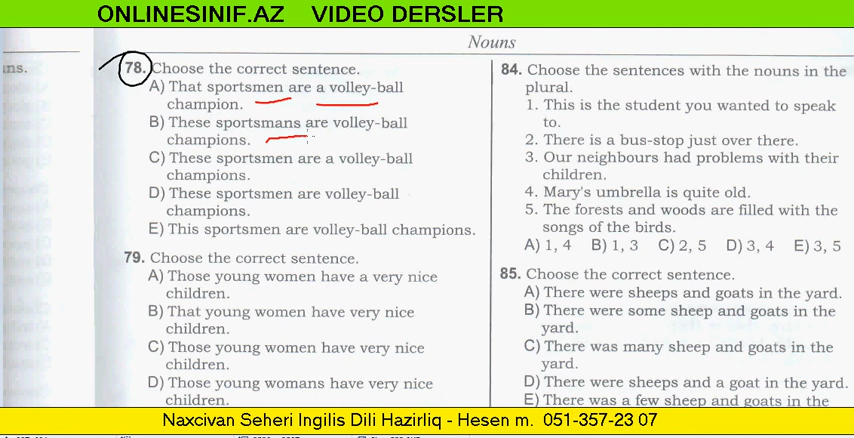 ONLINESINIF.AZ VIDEO DERSLER
Nouns
ns.
78. Choose the correct sentence.
A) That sportsmen are a volley-ball
champion.
B) These sportsmans are volley-ball
champions.
C) These sportsmen are a volley-ball
champions.
D) These sportsmen are volley-ball
champions.
E) This sportsmen are volley-ball champions.
79. Choose the correct sentence.
A) Those young women have a very nice
children.
B) That young women have very nice
children.
C) Those young women have very nice
children.
D) Those young womans have very nice
children.
84. Choose the sentences with the nouns in the
plural.
1. This is the student you wanted to speak
to.
2. There is a bus-stop just over there.
3. Our neighbours had problems with their
children.
4. Mary's umbrella is quite old.
5. The forests and woods are filled with the
songs of the birds.
A) 1, 4 B) 1, 3 C) 2, 5 D) 3, 4 E) 3, 5
85. Choose the correct sentence.
A) There were sheeps and goats in the yard.
B) There were some sheep and goats in the
yard.
C) There was many sheep and goats in the
yard.
D) There were sheeps and a goat in the yard.
E) There was a few sheep and goats in the
Naxcivan Seheri Ingilis Dili Hazirliq - Hesen m. 051-357-23 07